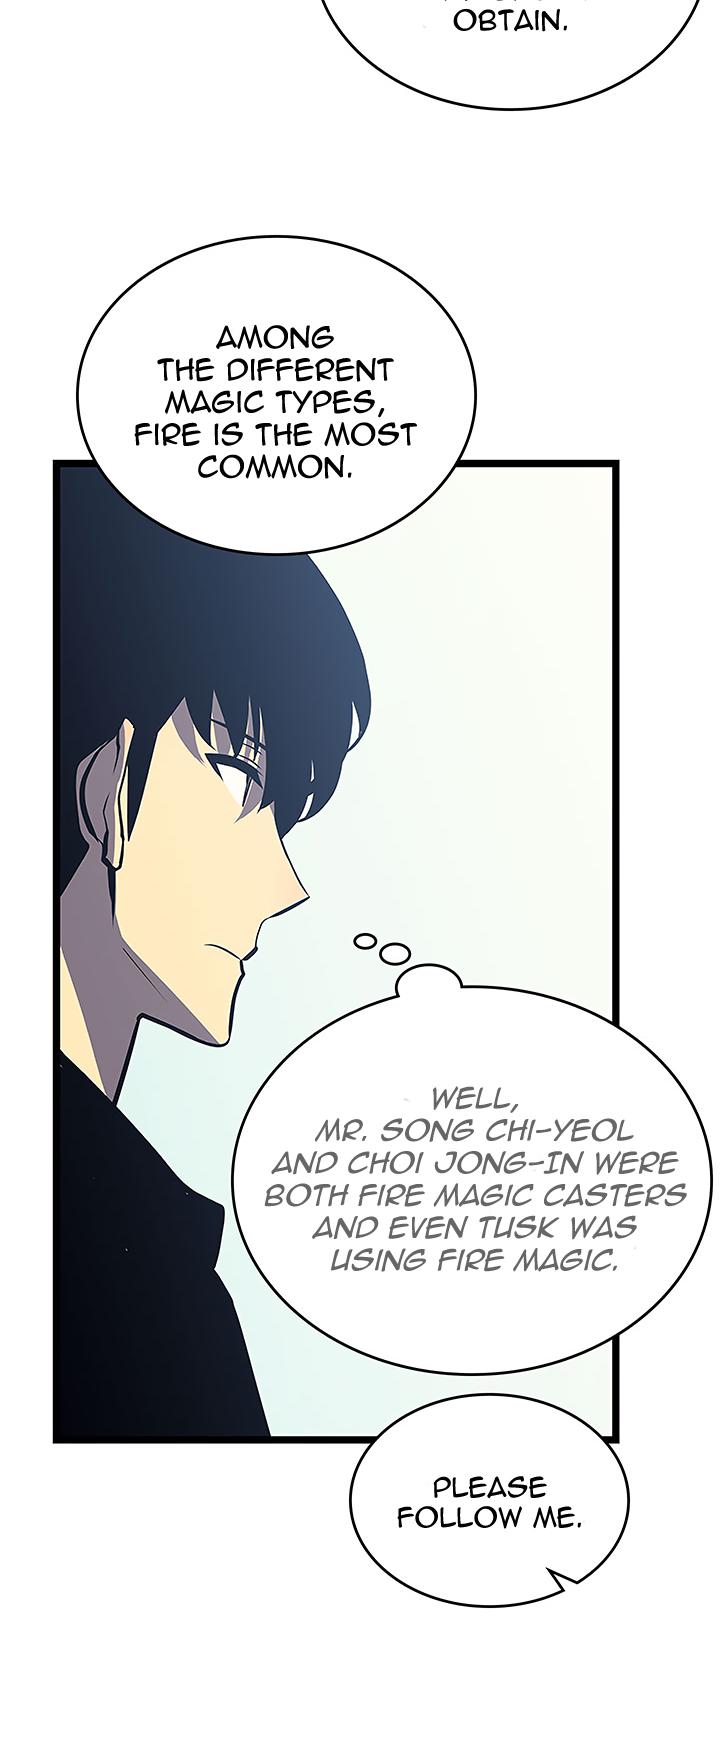 OBTAIN.
AMONG
THE DIFFERENT
MAGIC TYPES,
FIRE IS THE MOST
COMMON.
WELL,
MR. SONG CHI-YEOL
AND CHOI JONG-IN WERE
BOTH FIRE MAGIC CASTERS
AND EVEN TUSK WAS
USING FIRE MAGIC.
PLEASE
FOLLOW ME.